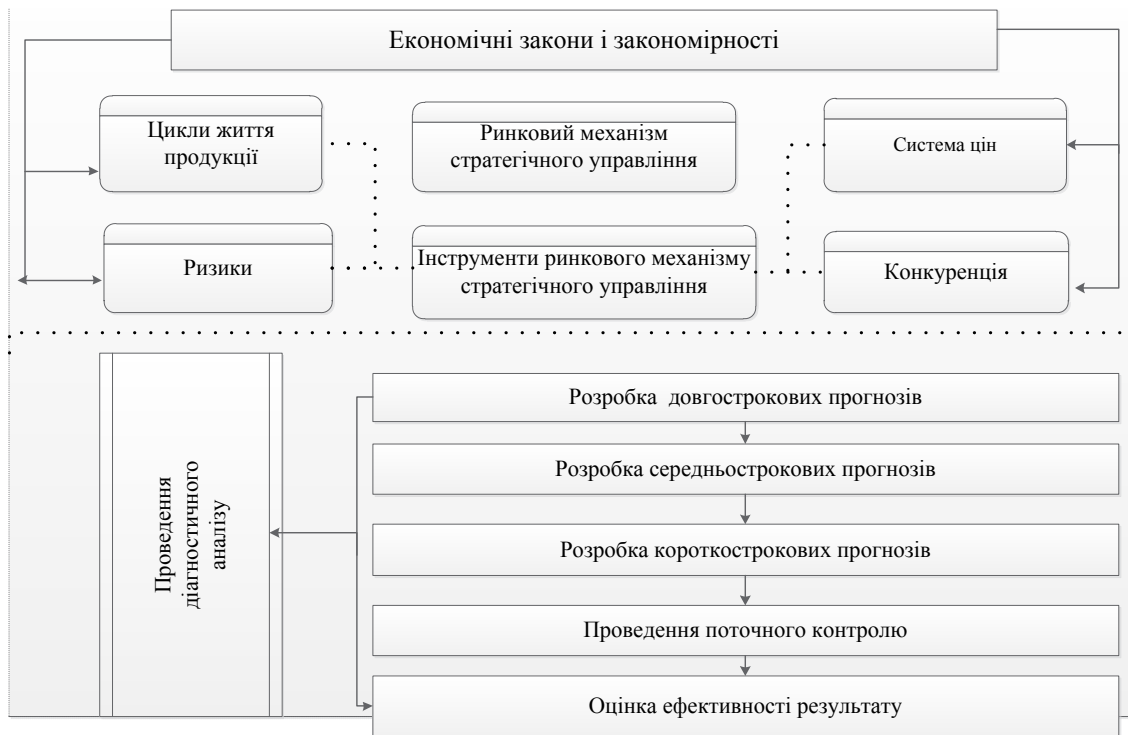 Економічні закони і закономірності
Цикли життя
продукції
Ринковий механізм
стратегічного управління
Система цін
Ризики
Інструменти ринкового механізму
стратегічного управління
Конкуренція
Проведення
діагностичного
аналізу
Розробка довгострокових прогнозів
Розробка середньострокових прогнозів
Розробка короткострокових прогнозів
Проведення поточного контролю
Оцінка ефективності результату